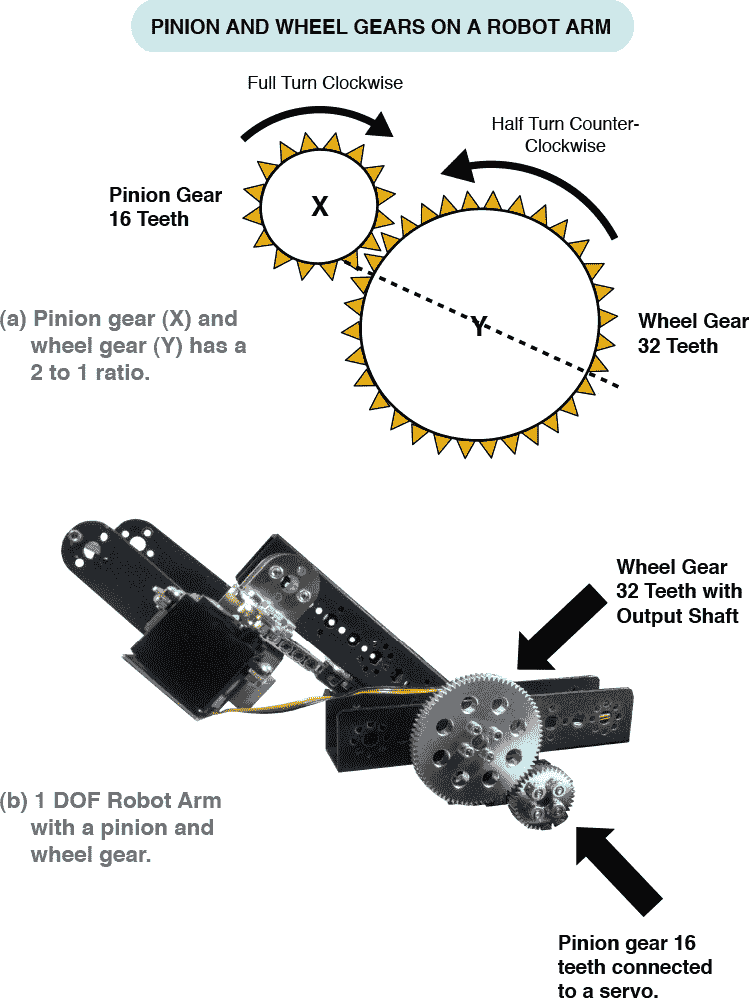 PINION AND WHEEL GEARS ON A ROBOT ARM
Full Turn Clockwise
Half Turn Counter-
Clockwise
Pinion Gear
16 Teeth
X
Y
Wheel Gear
32 Teeth
(a) Pinion gear (X) and
wheel gear (Y) has a
2 to 1 ratio.
Wheel Gear
32 Teeth with
Output Shaft
(b) 1 DOF Robot Arm
with a pinion and
wheel gear.
Pinion gear 16
teeth connected
to a servo.